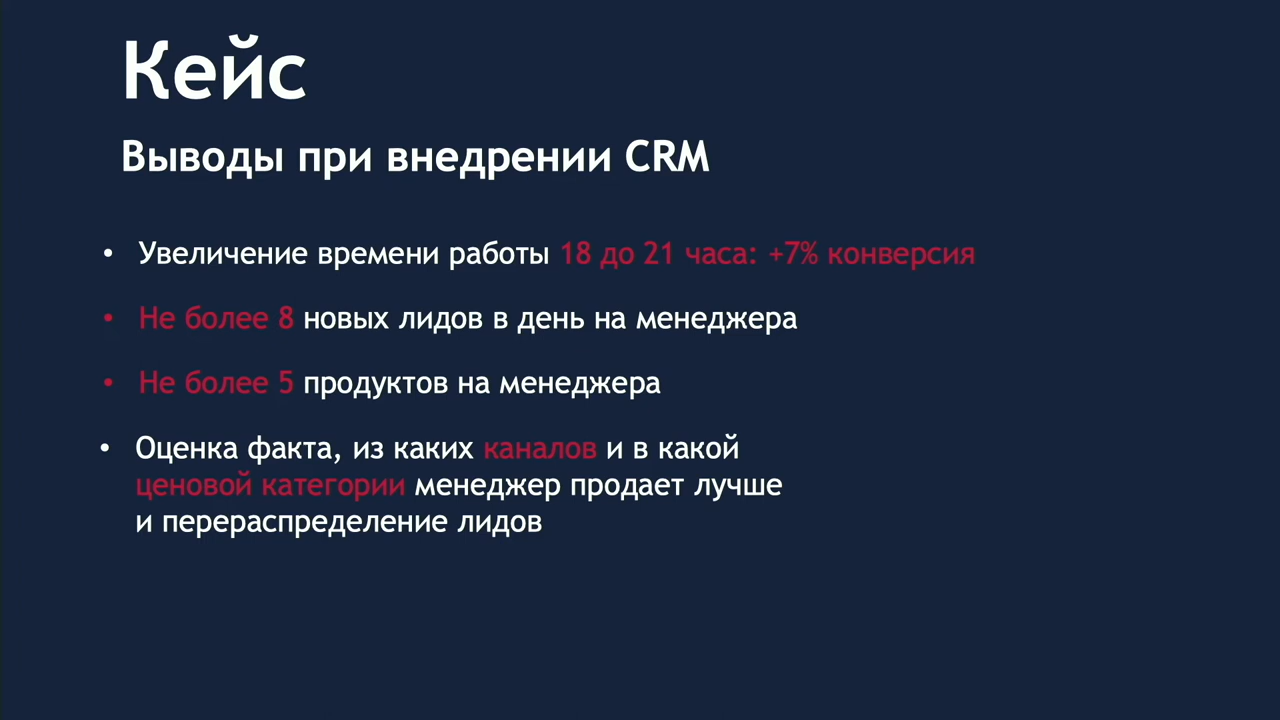 Кейс
Выводы при внедрении CRM
• Увеличение времени работы 18 до 21 часа: +7% конверсия
• Не более 8 новых лидов в день на менеджера
• Не более 5 продуктов на менеджера
• Оценка факта, из каких каналов и в какой
ценовой категории менеджер продает лучше
и перераспределение лидов